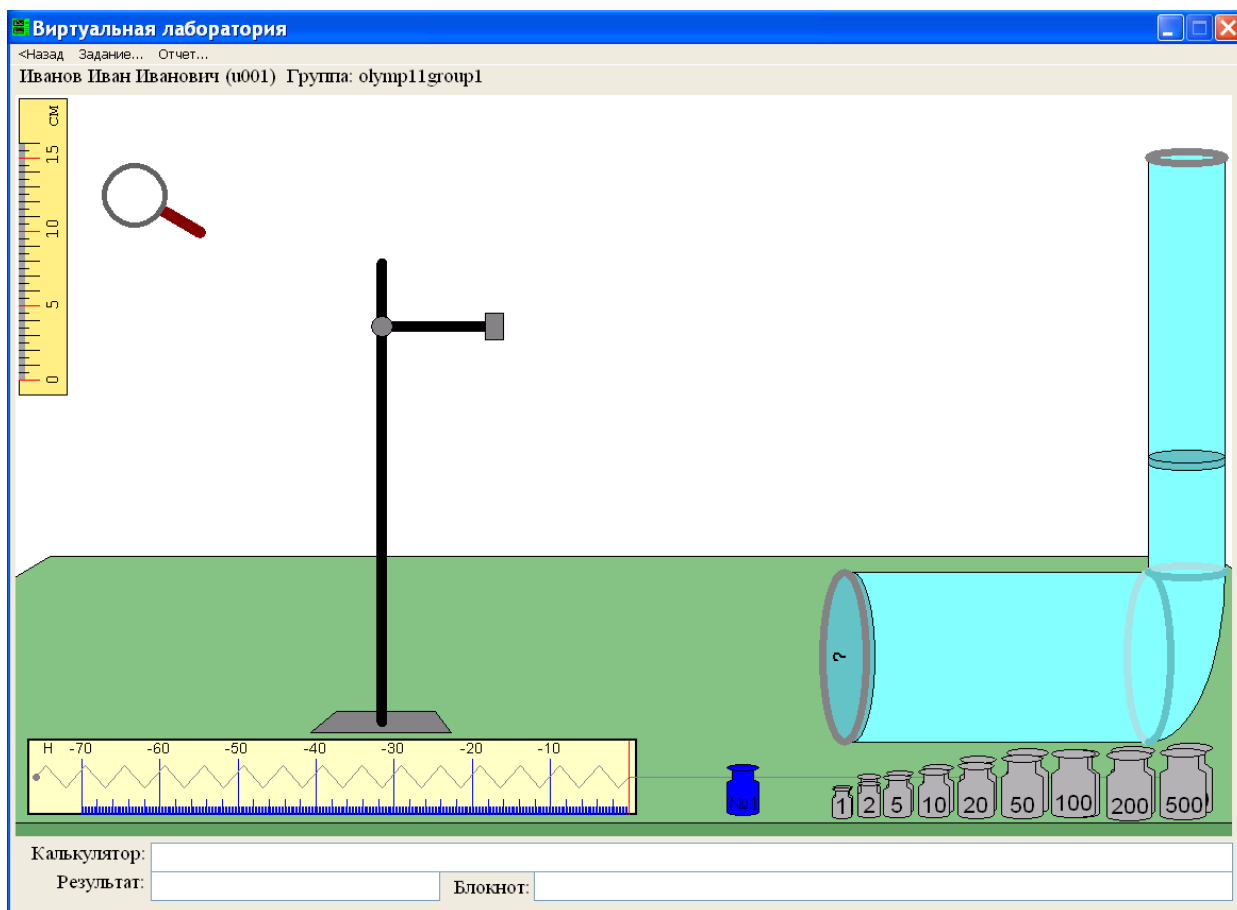 Виртуальная лаборатория
<Назад Задание... Отчет...
Иванов Иван Иванович (u001) Группа: olymp11group1
см
15
10
5
0
?
Н -70 -60 -50 -40 -30 -20 -10
№1 1 2 5 10 20 50 100 200 500
Калькулятор:
Результат: Блокнот: